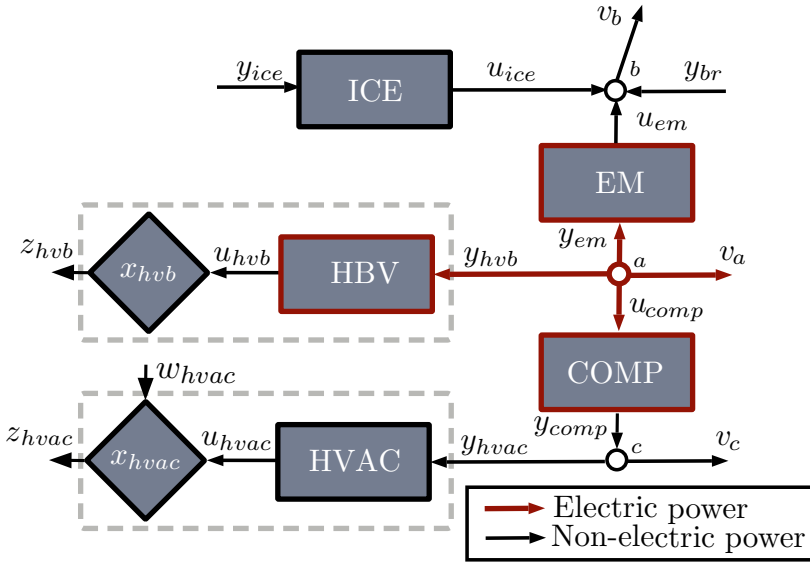 v_b
y_ice
ICE
u_ice
b
y_br
u_em
EM
z_hvb
x_hvb
u_hvb
HBV
y_hvb
y_em
a
v_a
u_comp
w_hvac
COMP
z_hvac
x_hvac
u_hvac
HVAC
y_hvac
y_comp
c
v_c
Electric power
Non-electric power